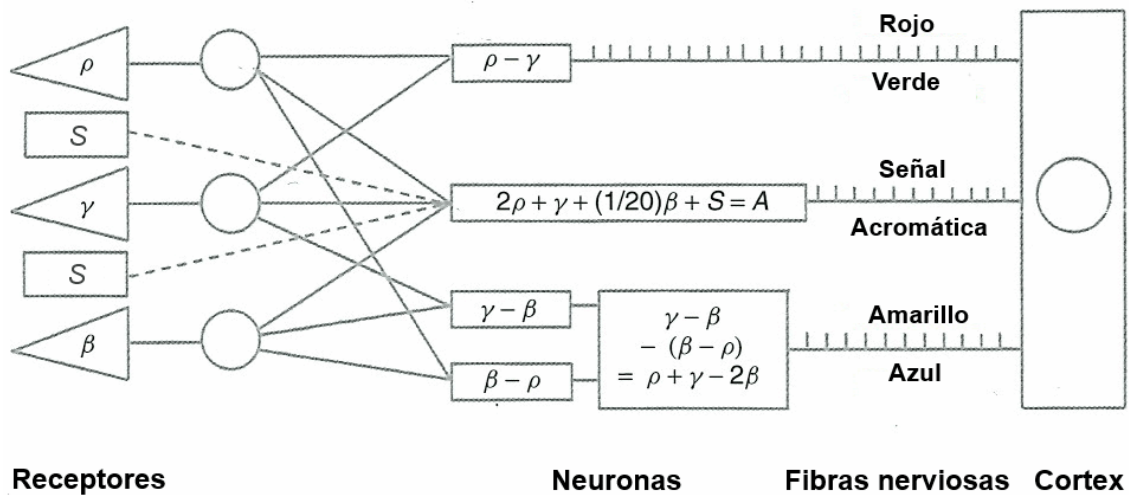 Rojo
ρ
ρ − γ
Verde
S
Señal
γ
2ρ + γ + (1/20)β + S = A
Acromática
S
γ − β
γ − β
Amarillo
β
− (β − ρ)
β − ρ
= ρ + γ − 2β
Azul
Receptores
Neuronas
Fibras nerviosas
Cortex